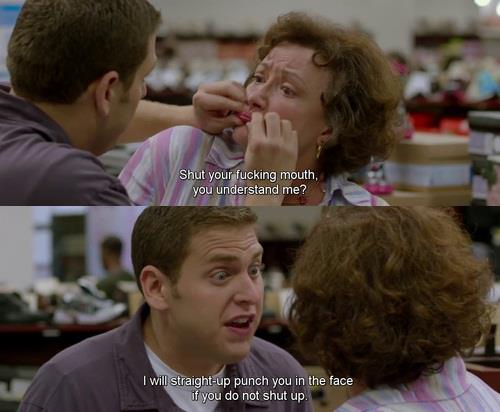 Shut your fucking mouth,
you understand me?
I will straight-up punch you in the face
if you do not shut up.